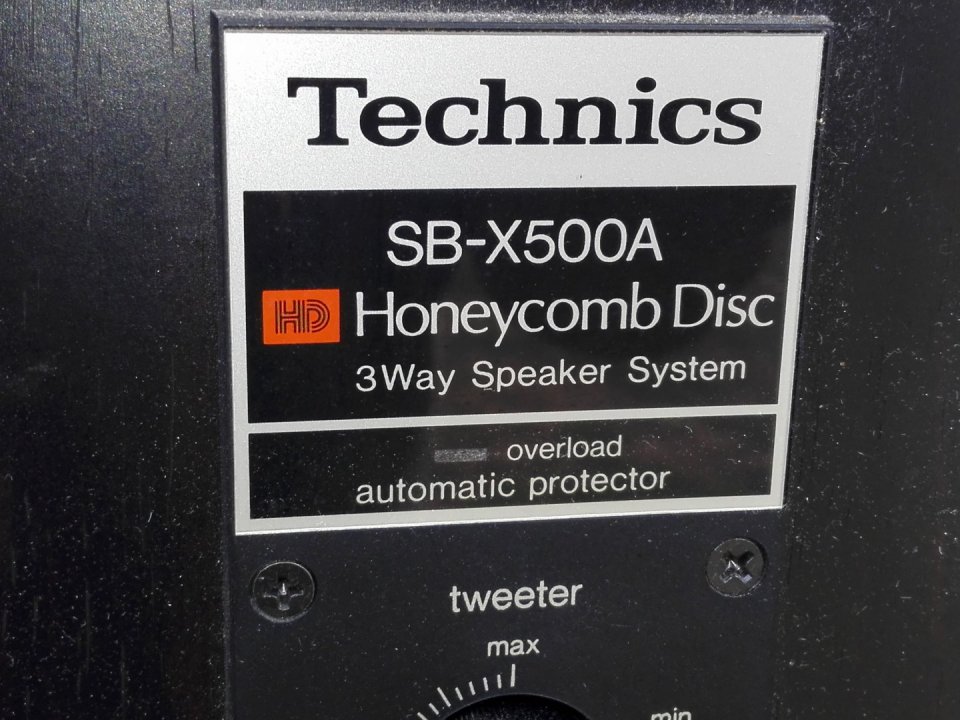 Technics
SB-X500A
HD Honeycomb Disc
3Way Speaker System
overload
automatic protector
tweeter
max
min